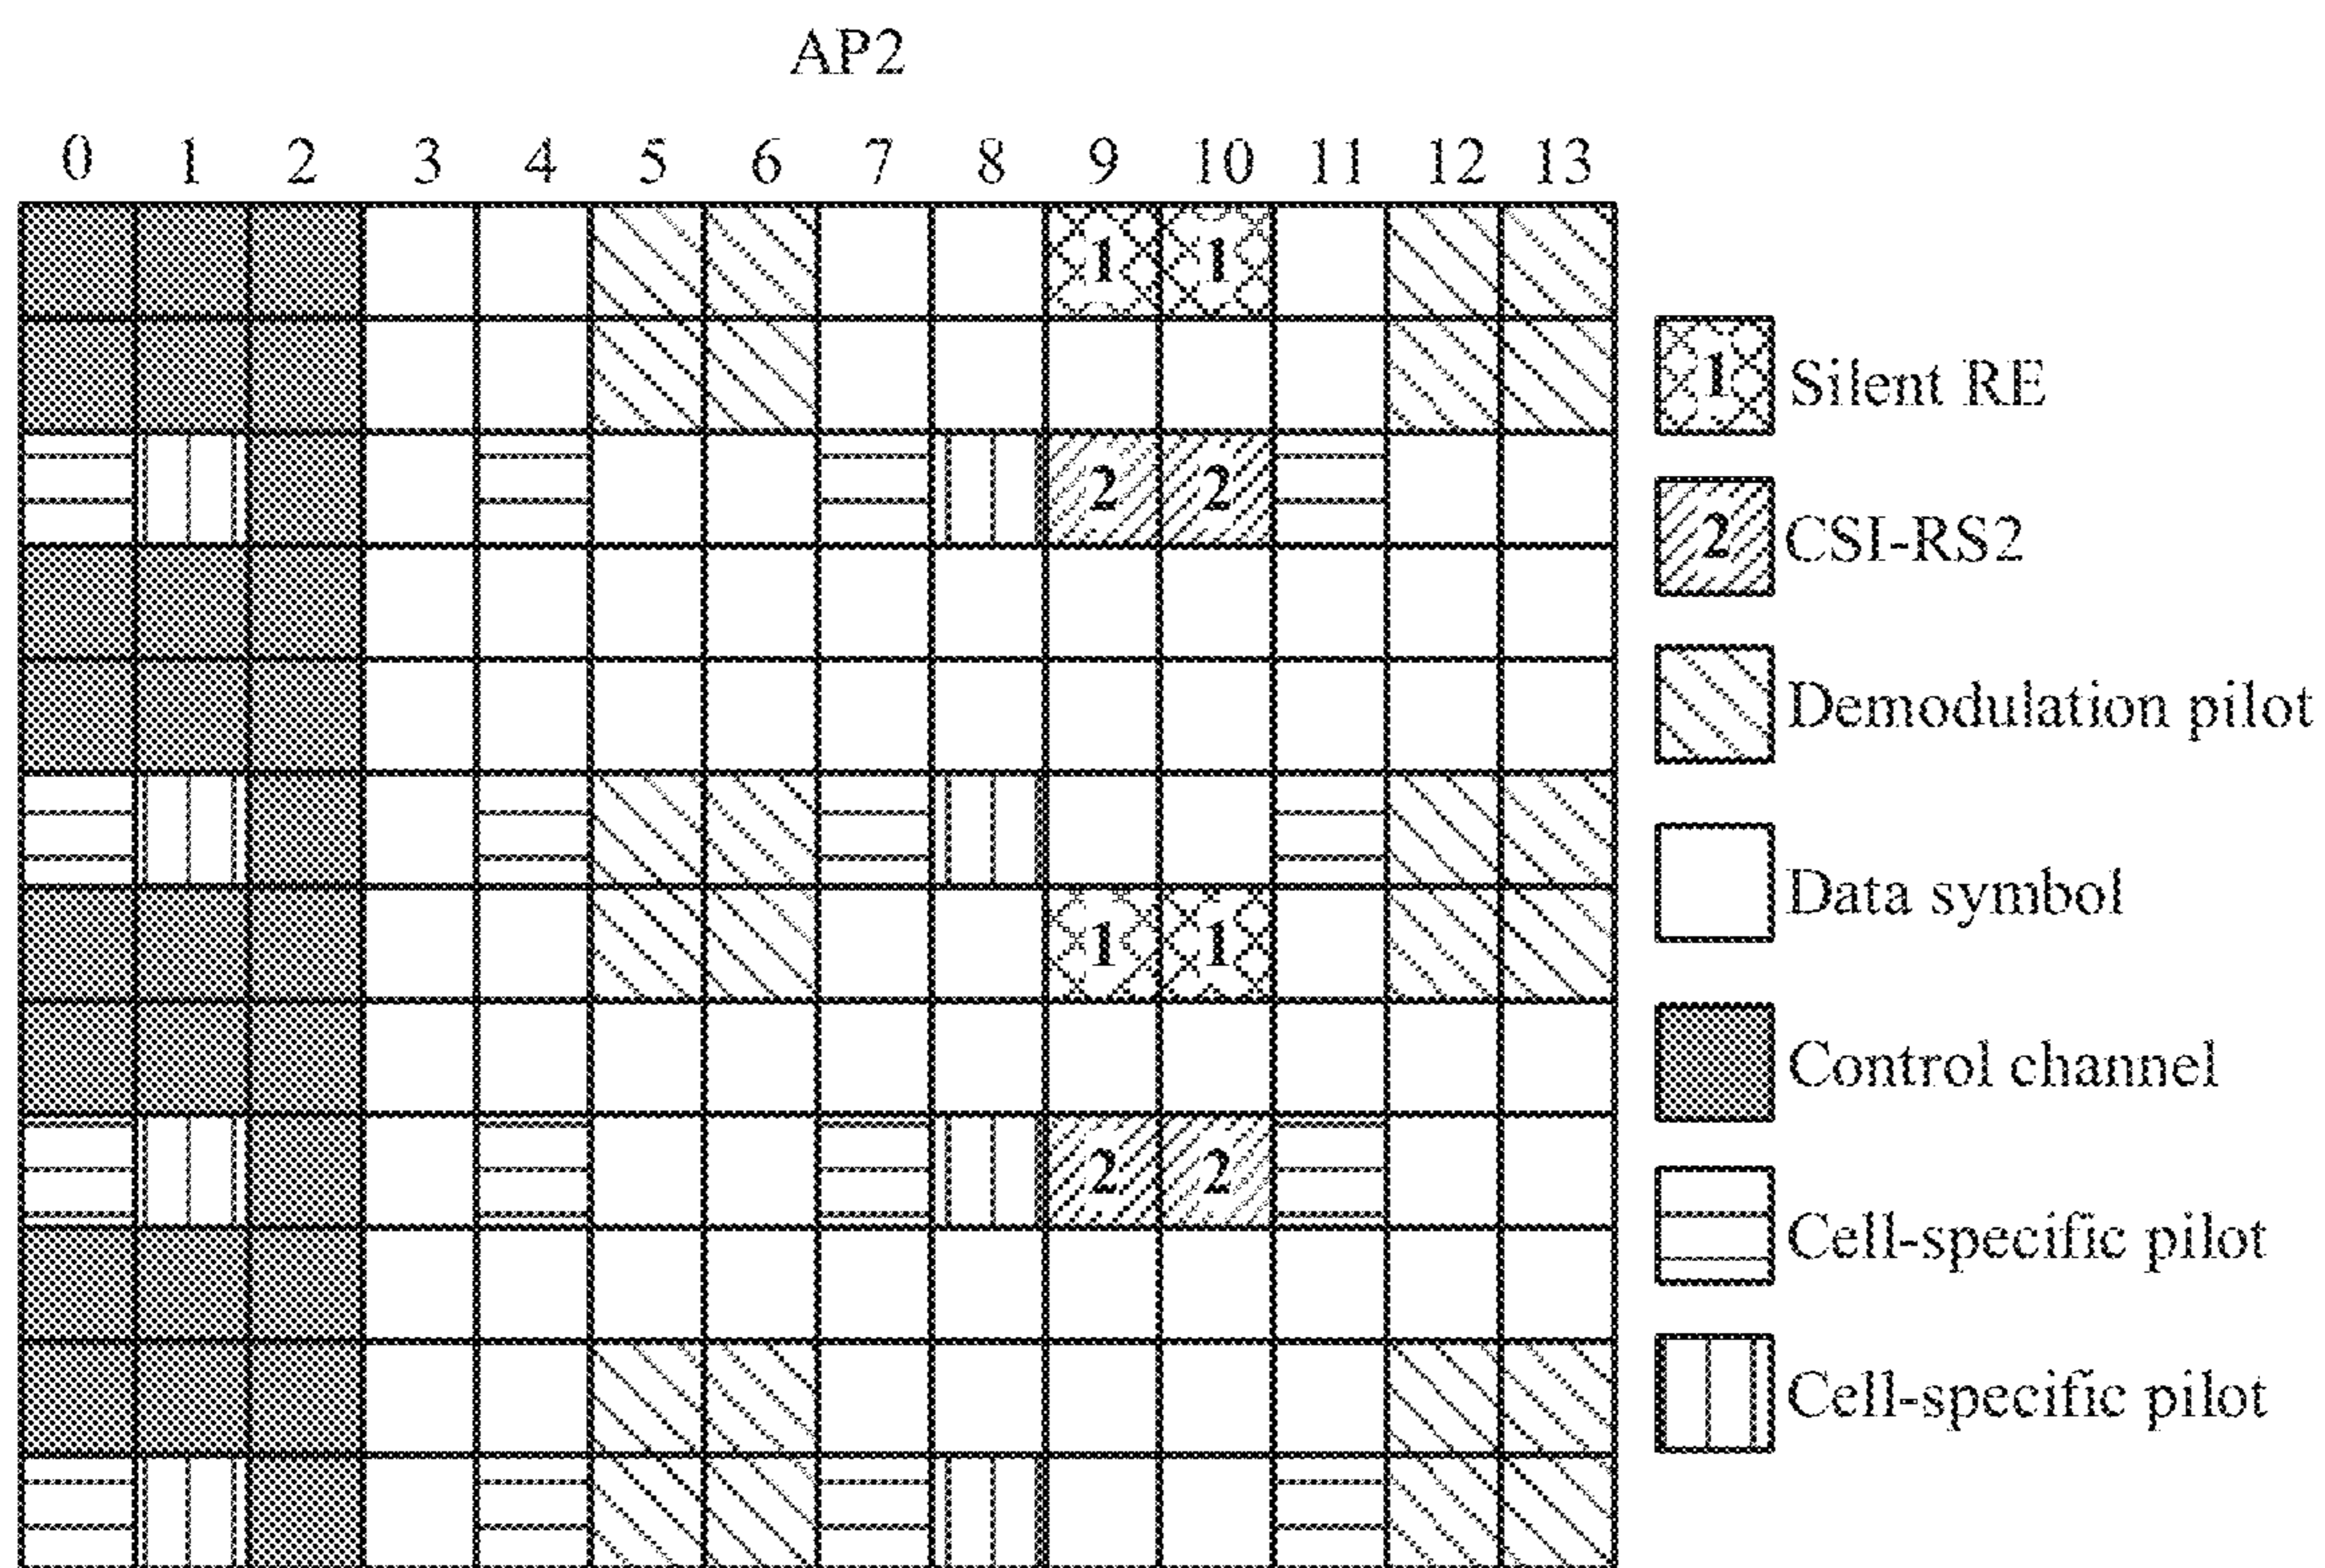 AP2
0 1 2 3 4 5 6 7 8 9 10 11 12 13
1 1
1 Silent RE
2 2
2 CSI-RS2
Demodulation pilot
Data symbol
1 1
Control channel
2 2
Cell-specific pilot
Cell-specific pilot